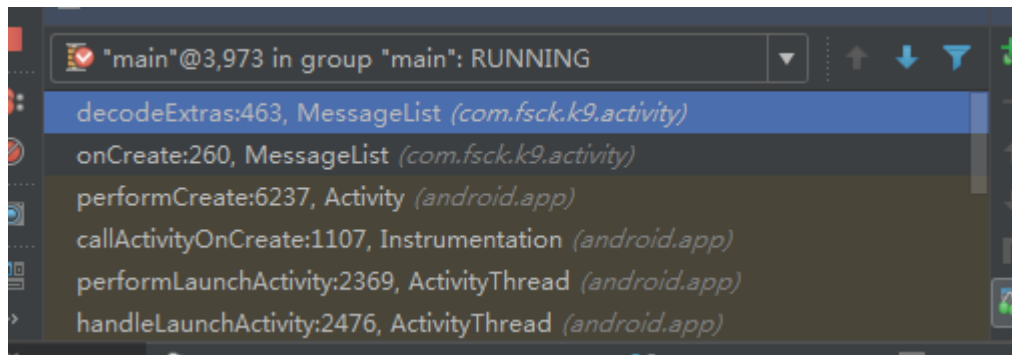 "main"@3,973 in group "main": RUNNING
decodeExtras:463, MessageList (com.fsck.k9.activity)
onCreate:260, MessageList (com.fsck.k9.activity)
performCreate:6237, Activity (android.app)
callActivityOnCreate:1107, Instrumentation (android.app)
performLaunchActivity:2369, ActivityThread (android.app)
handleLaunchActivity:2476, ActivityThread (android.app)